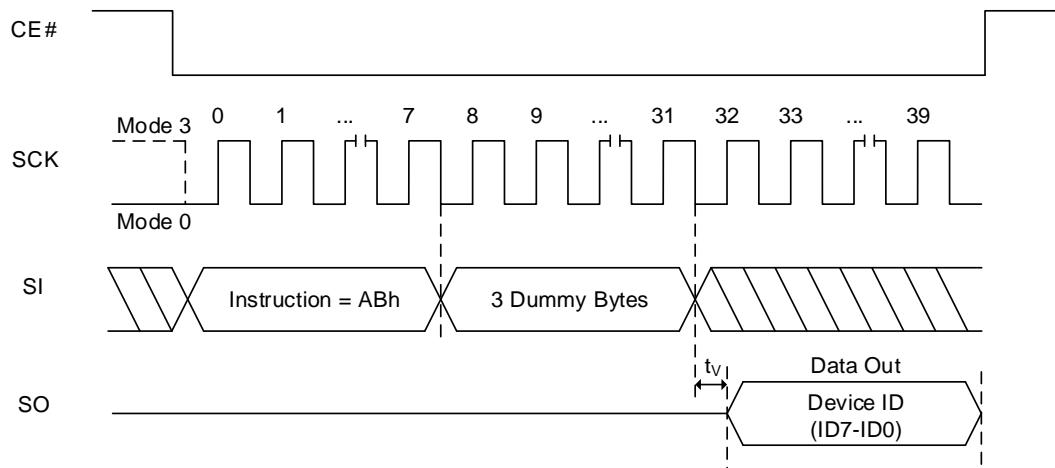 CE#
0 1 ... 7 8 9 ... 31 32 33 ... 39
Mode 3
SCK
Mode 0
SI
Instruction = ABh
3 Dummy Bytes
tV
Data Out
SO
Device ID
(ID7-ID0)